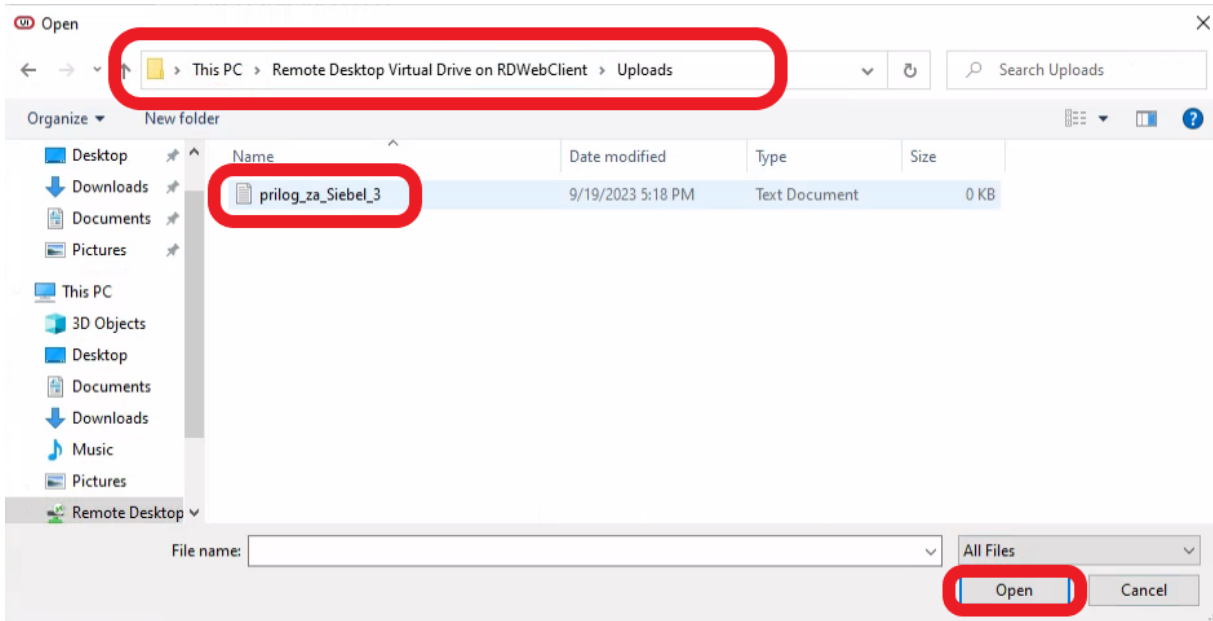 UI Open
This PC > Remote Desktop Virtual Drive on RDWebClient > Uploads
Search Uploads
Organize
New folder
Name
Date modified
Type
Size
prilog_za_Siebel_3
9/19/2023 5:18 PM
Text Document
0 KB
Desktop
Downloads
Documents
Pictures
This PC
3D Objects
Desktop
Documents
Downloads
Music
Pictures
Remote Desktop
File name:
All Files
Open
Cancel